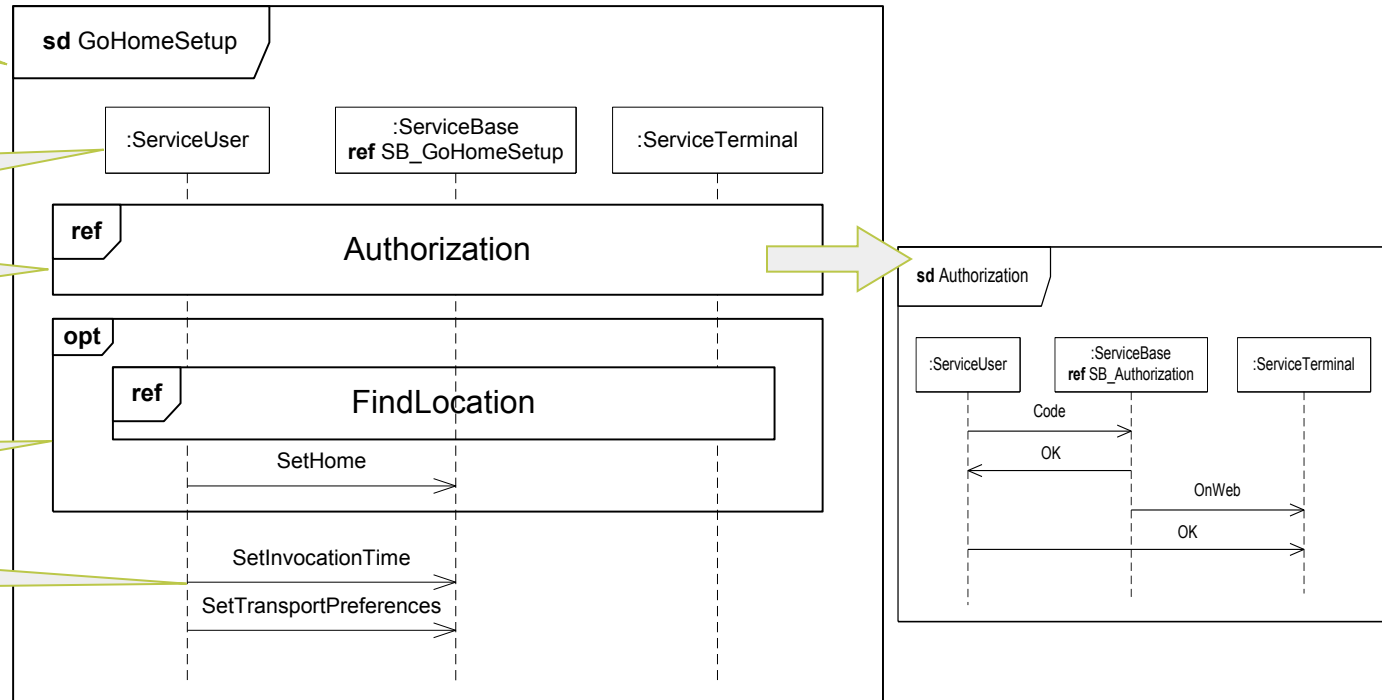 sd GoHomeSetup
:ServiceUser
:ServiceBase
ref SB_GoHomeSetup
:ServiceTerminal
ref
Authorization
opt
ref
FindLocation
SetHome
SetInvocationTime
SetTransportPreferences
sd Authorization
:ServiceUser
:ServiceBase
ref SB_Authorization
:ServiceTerminal
Code
OK
OnWeb
OK